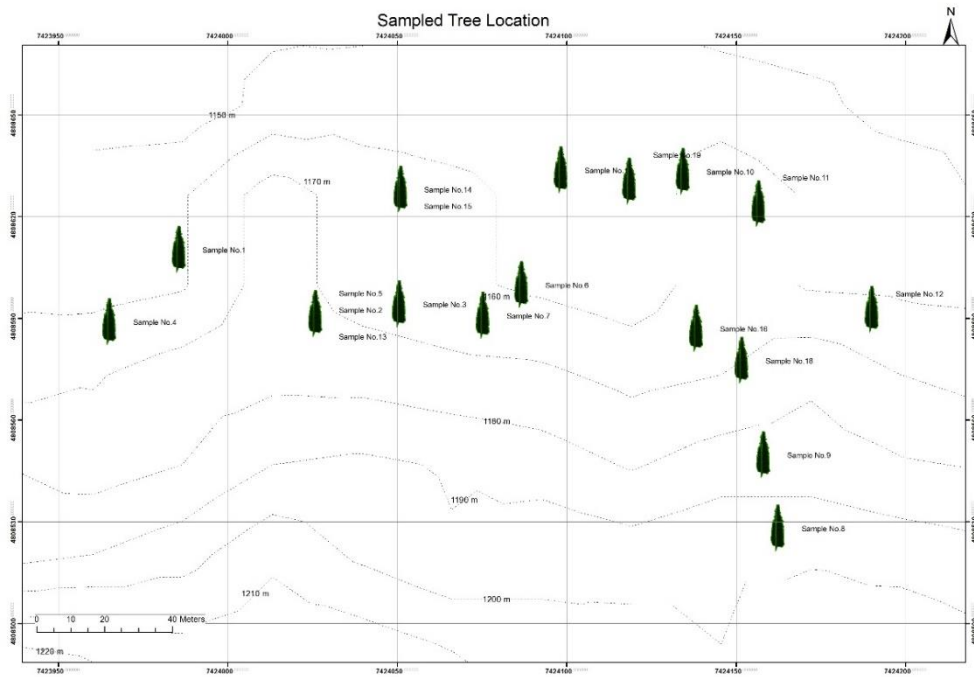 Sampled Tree Location
N
7423950
7424000
7424050
7424100
7424150
7424200
1150 m
Sample No.19
Sample No.10
Sample No.11
1170 m
Sample No.14
Sample No.15
Sample No.1
Sample No.5
Sample No.2
Sample No.13
Sample No.3
1160 m
Sample No.6
Sample No.7
Sample No.12
Sample No.4
Sample No.16
Sample No.18
1180 m
Sample No.9
1190 m
Sample No.8
1210 m
1200 m
0 10 20 40 Meters
1220 m
7423950
7424000
7424050
7424100
7424150
7424200